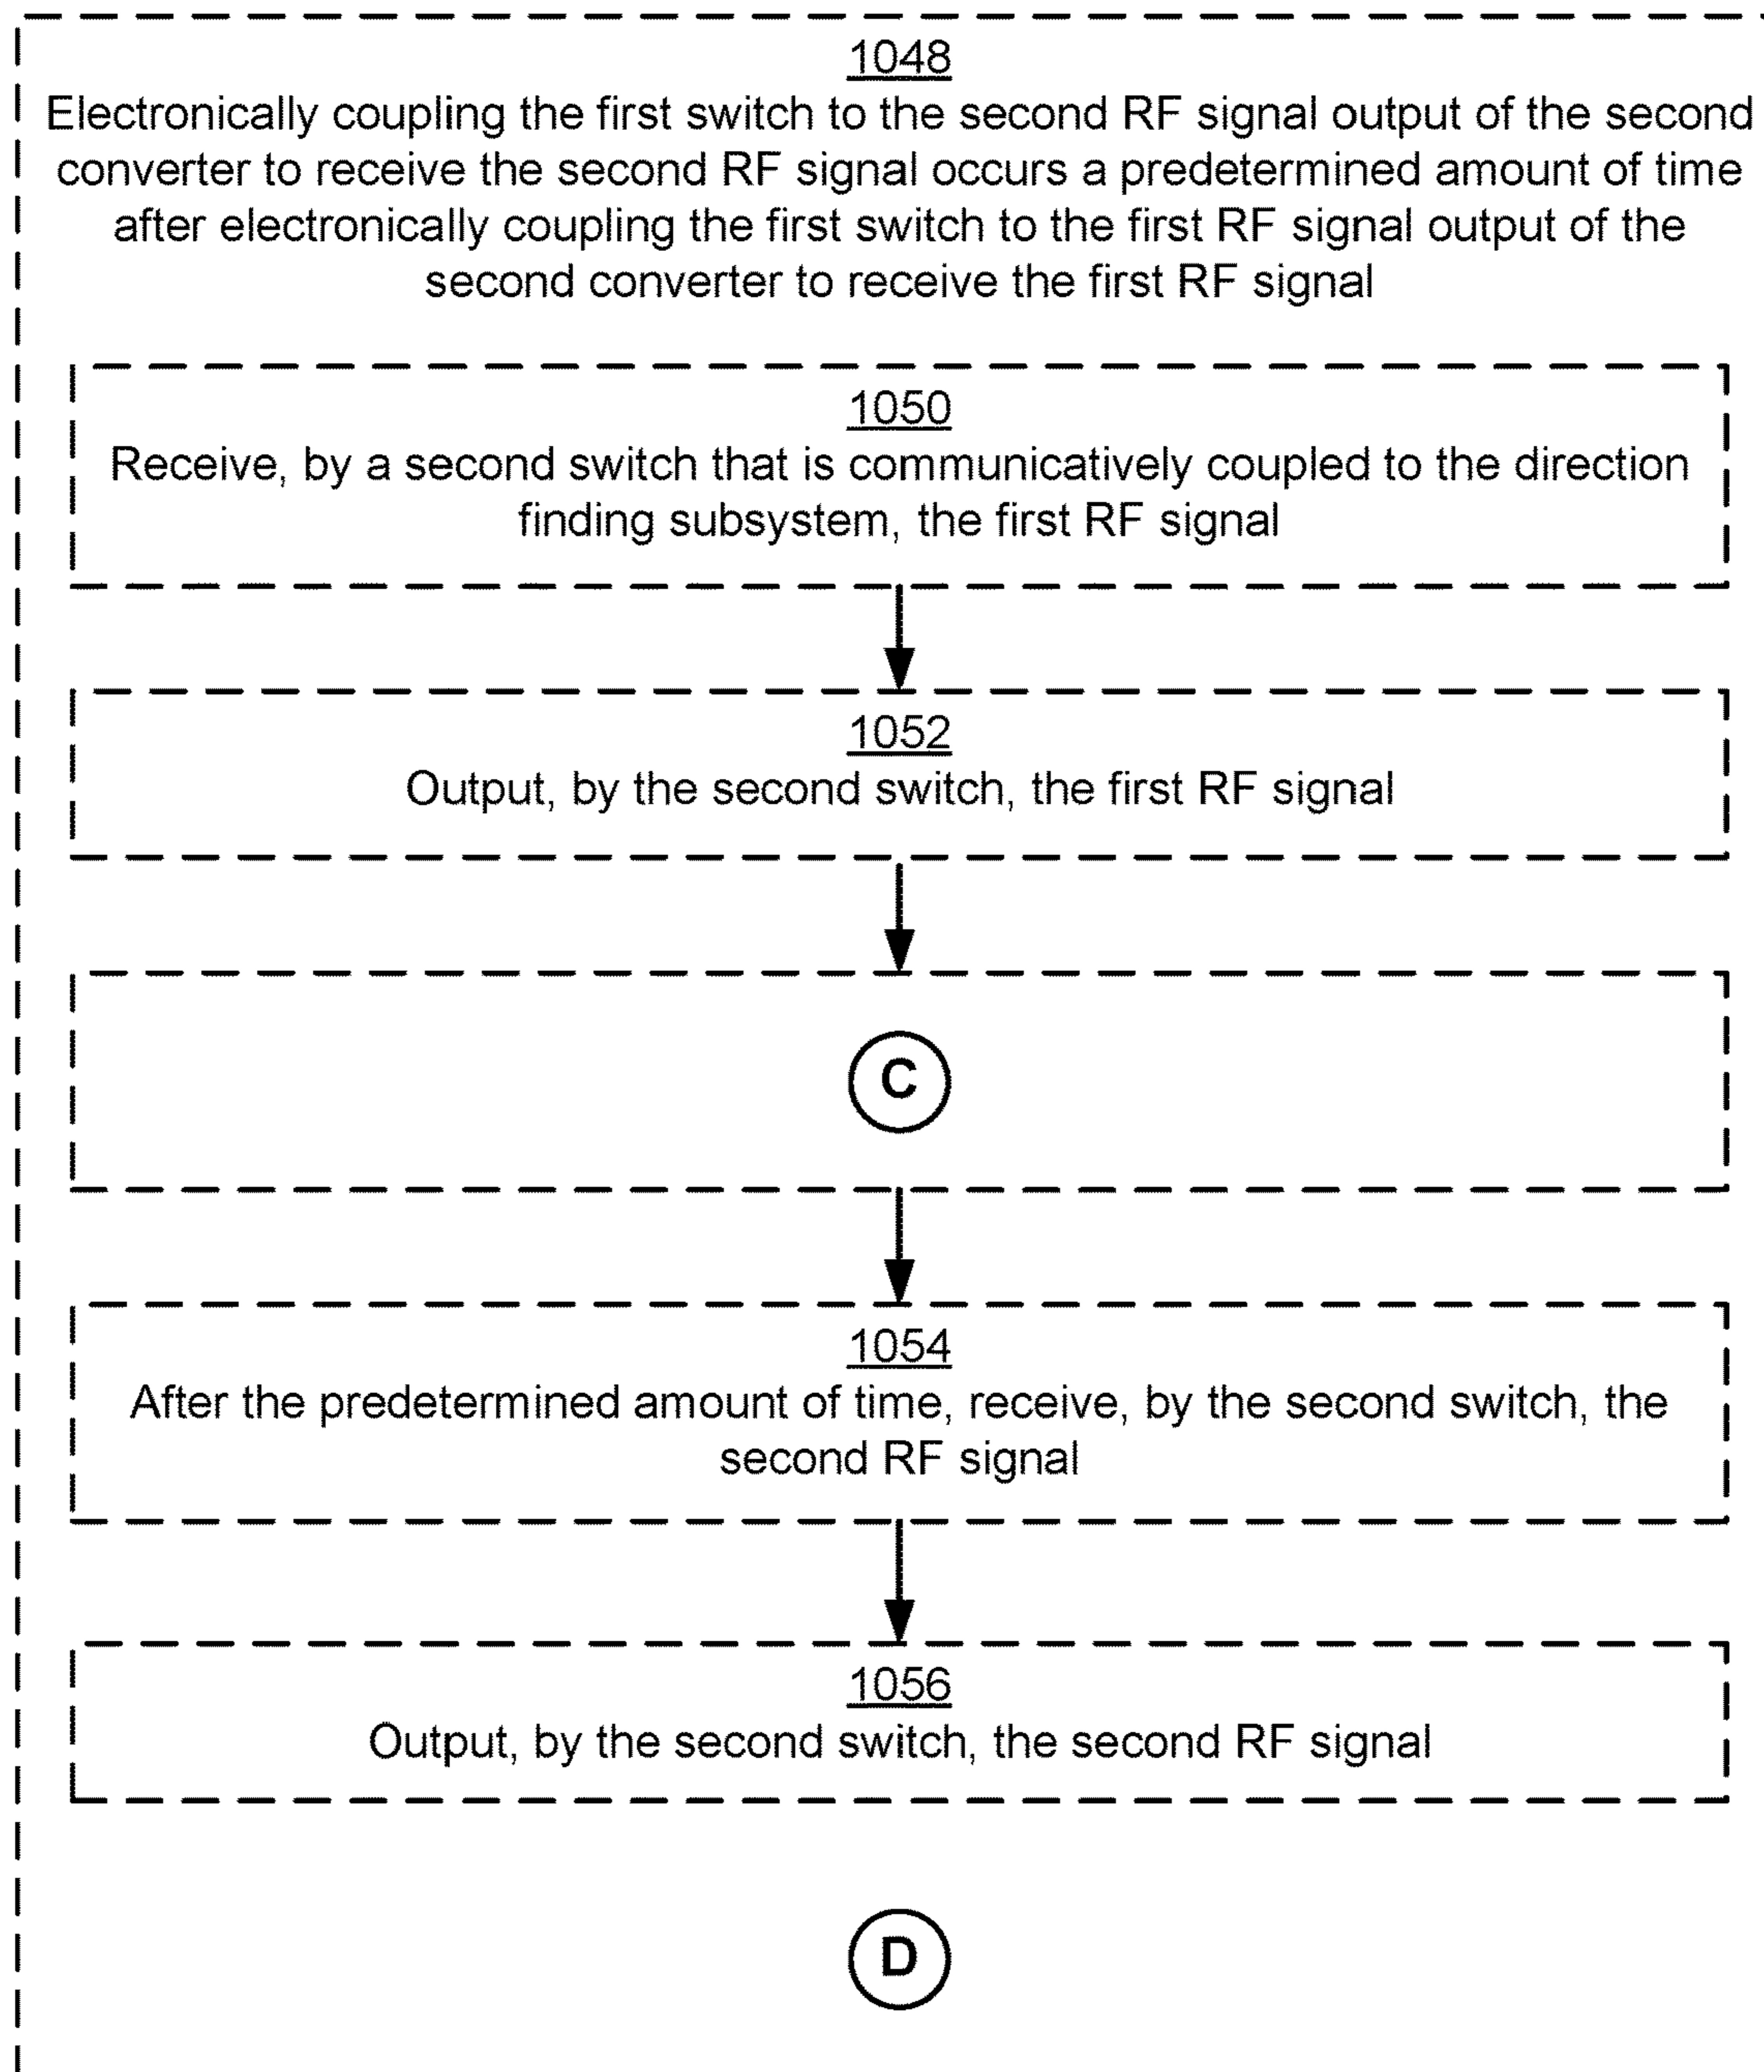 1048
Electronically coupling the first switch to the second RF signal output of the second
converter to receive the second RF signal occurs a predetermined amount of time
after electronically coupling the first switch to the first RF signal output of the
second converter to receive the first RF signal
1050
Receive, by a second switch that is communicatively coupled to the direction
finding subsystem, the first RF signal
1052
Output, by the second switch, the first RF signal
C
1054
After the predetermined amount of time, receive, by the second switch, the
second RF signal
1056
Output, by the second switch, the second RF signal
D